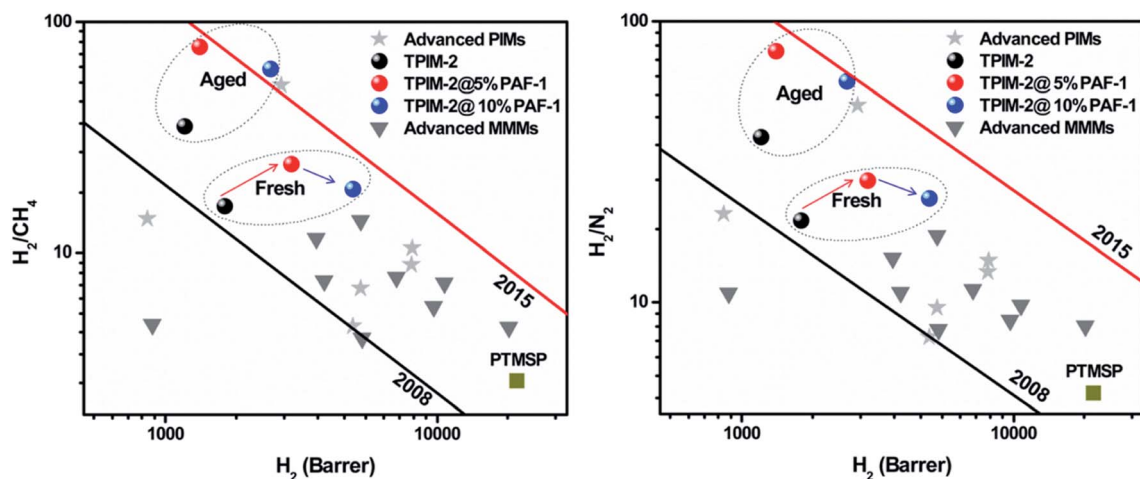 100
Advanced PIMs
TPIM-2
TPIM-2@5% PAF-1
TPIM-2@ 10% PAF-1
Advanced MMMs
Aged
Fresh
10
2015
2008
PTMSP
1000
10000
H₂/CH₄
H₂ (Barrer)
100
Advanced PIMs
TPIM-2
TPIM-2@ 5% PAF-1
TPIM-2@ 10% PAF-1
Advanced MMMs
Aged
Fresh
10
2015
2008
PTMSP
1000
10000
H₂/N₂
H₂ (Barrer)